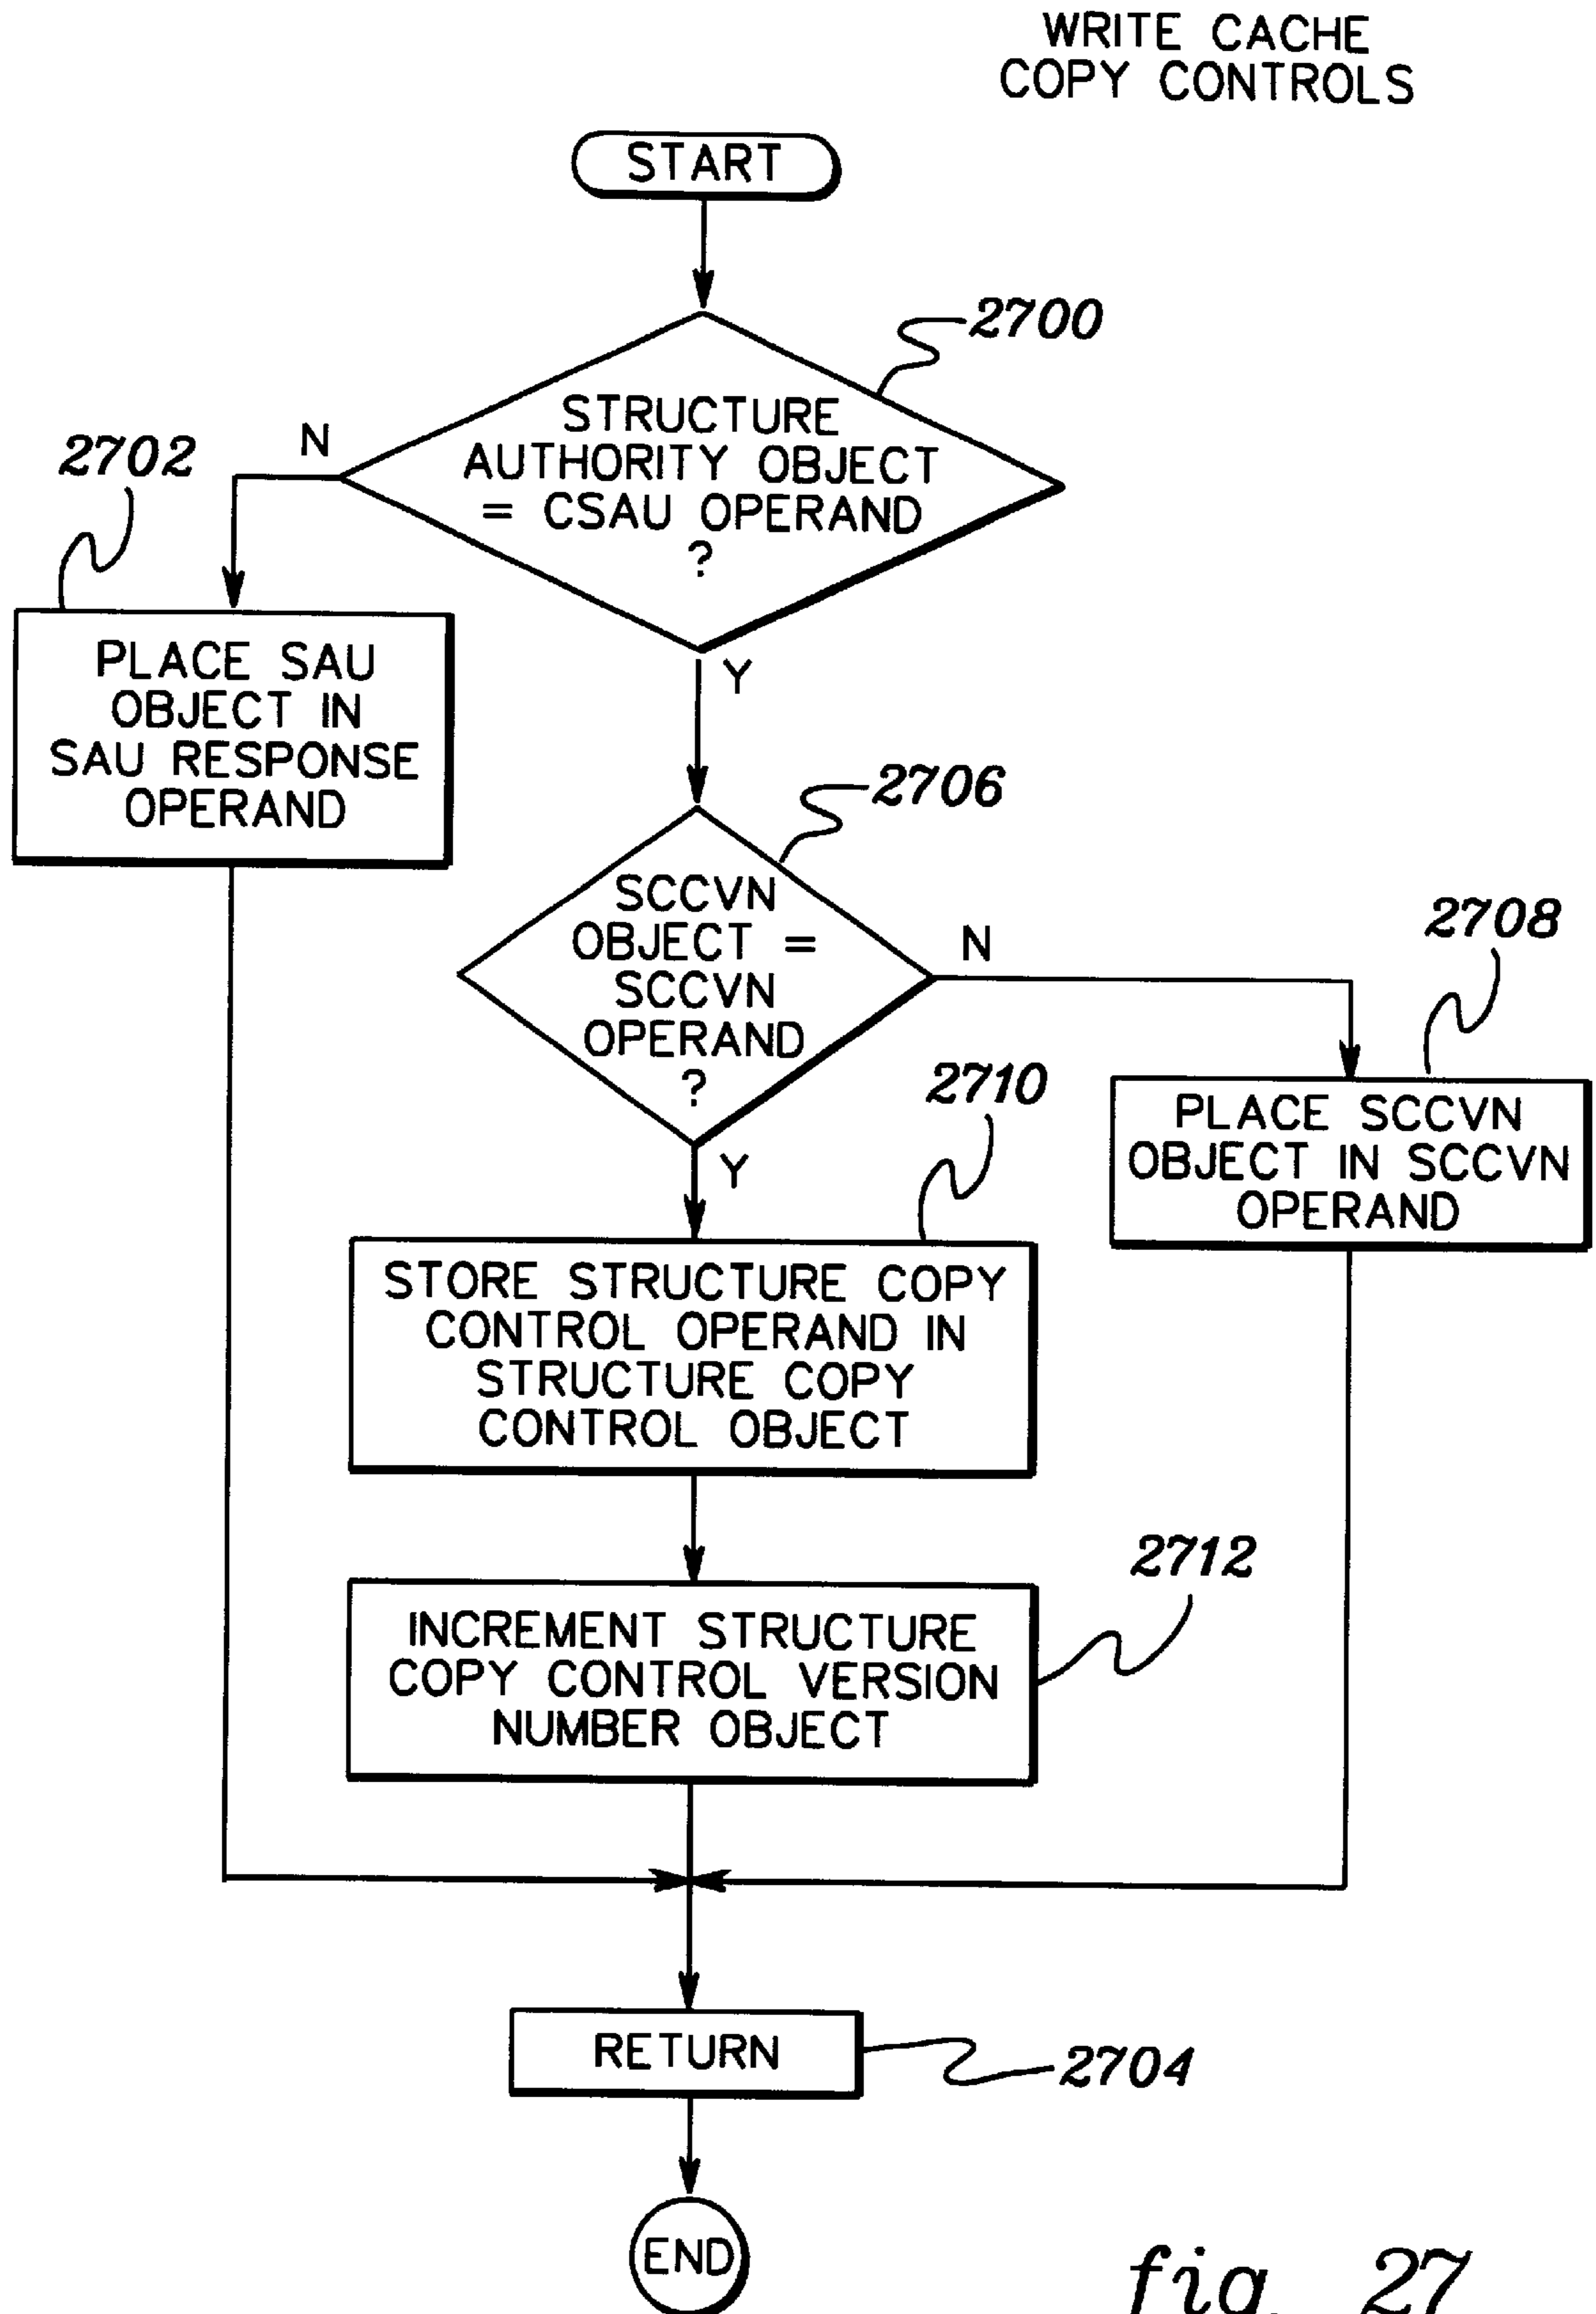 WRITE CACHE
COPY CONTROLS
START
2700
STRUCTURE
AUTHORITY OBJECT
= CSAU OPERAND
?
N
2702
PLACE SAU
OBJECT IN
SAU RESPONSE
OPERAND
Y
2706
SCCVN
OBJECT =
SCCVN
OPERAND
?
N
2708
PLACE SCCVN
OBJECT IN SCCVN
OPERAND
Y
2710
STORE STRUCTURE COPY
CONTROL OPERAND IN
STRUCTURE COPY
CONTROL OBJECT
2712
INCREMENT STRUCTURE
COPY CONTROL VERSION
NUMBER OBJECT
RETURN
2704
END
fig. 27